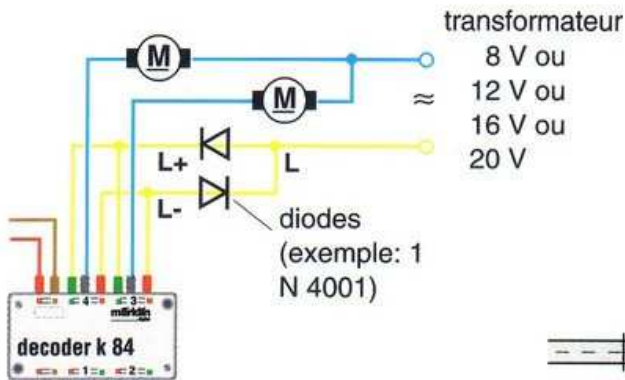 transformateur
8 V ou
12 V ou
16 V ou
20 V
≈
M
M
L+
L
L-
diodes
(exemple: 1
N 4001)
4
3
märklin
decoder k 84
1
2